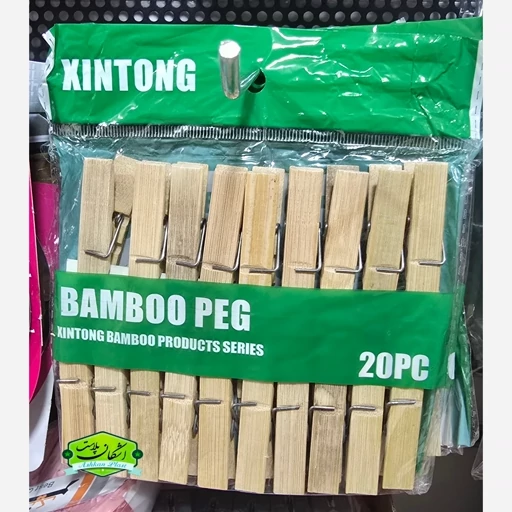 XINTONG
BAMBOO PEG
XINTONG BAMBOO PRODUCTS SERIES
20PC
اشکان پلاست
Ashkan Plast